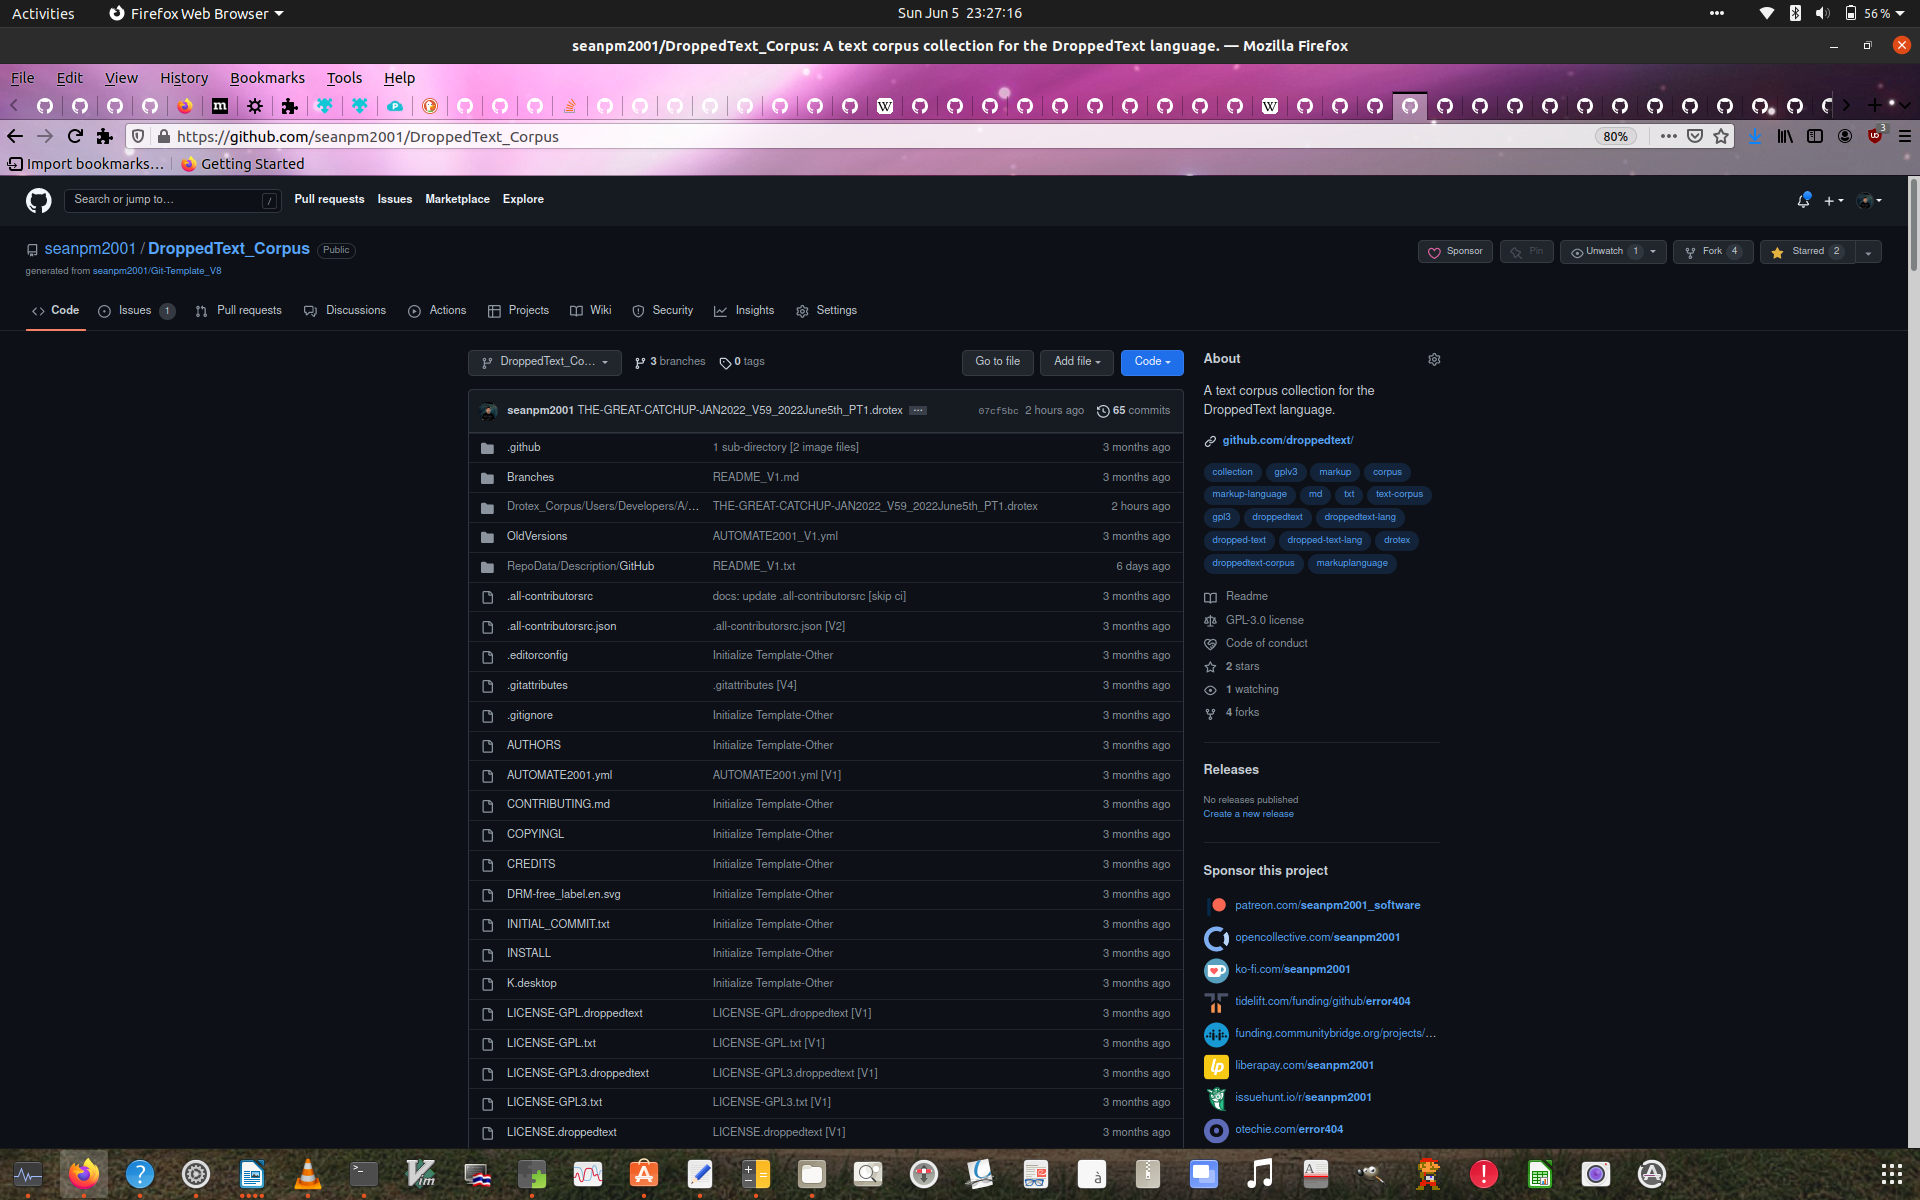 Activities Firefox Web Browser Sun Jun 5 23:27:16 56 %
seanpm2001/DroppedText_Corpus: A text corpus collection for the DroppedText language. — Mozilla Firefox
File Edit View History Bookmarks Tools Help
https://github.com/seanpm2001/DroppedText_Corpus 80% 3
Import bookmarks… Getting Started
Search or jump to… / Pull requests Issues Marketplace Explore
seanpm2001 / DroppedText_Corpus Public Sponsor Pin Unwatch 1 Fork 4 Starred 2
generated from seanpm2001/Git-Template_V8
Code Issues 1 Pull requests Discussions Actions Projects Wiki Security Insights Settings
DroppedText_Co… 3 branches 0 tags Go to file Add file Code
seanpm2001 THE-GREAT-CATCHUP-JAN2022_V59_2022June5th_PT1.drotex 07cf5bc 2 hours ago 65 commits
.github 1 sub-directory [2 image files] 3 months ago
Branches README_V1.md 3 months ago
Drotex_Corpus/Users/Developers/A/… THE-GREAT-CATCHUP-JAN2022_V59_2022June5th_PT1.drotex 2 hours ago
OldVersions AUTOMATE2001_V1.yml 3 months ago
RepoData/Description/GitHub README_V1.txt 6 days ago
.all-contributorsrc docs: update .all-contributorsrc [skip ci] 3 months ago
.all-contributorsrc.json .all-contributorsrc.json [V2] 3 months ago
.editorconfig Initialize Template-Other 3 months ago
.gitattributes .gitattributes [V4] 3 months ago
.gitignore Initialize Template-Other 3 months ago
AUTHORS Initialize Template-Other 3 months ago
AUTOMATE2001.yml AUTOMATE2001.yml [V1] 3 months ago
CONTRIBUTING.md Initialize Template-Other 3 months ago
COPYINGL Initialize Template-Other 3 months ago
CREDITS Initialize Template-Other 3 months ago
DRM-free_label.en.svg Initialize Template-Other 3 months ago
INITIAL_COMMIT.txt Initialize Template-Other 3 months ago
INSTALL Initialize Template-Other 3 months ago
K.desktop Initialize Template-Other 3 months ago
LICENSE-GPL.droppedtext LICENSE-GPL.droppedtext [V1] 3 months ago
LICENSE-GPL.txt LICENSE-GPL.txt [V1] 3 months ago
LICENSE-GPL3.droppedtext LICENSE-GPL3.droppedtext [V1] 3 months ago
LICENSE-GPL3.txt LICENSE-GPL3.txt [V1] 3 months ago
LICENSE.droppedtext LICENSE.droppedtext [V1] 3 months ago
About
A text corpus collection for the
DroppedText language.
github.com/droppedtext/
collection gplv3 markup corpus
markup-language md txt text-corpus
gpl3 droppedtext droppedtext-lang
dropped-text dropped-text-lang drotex
droppedtext-corpus markuplanguage
Readme
GPL-3.0 license
Code of conduct
2 stars
1 watching
4 forks
Releases
No releases published
Create a new release
Sponsor this project
patreon.com/seanpm2001_software
opencollective.com/seanpm2001
ko-fi.com/seanpm2001
tidelift.com/funding/github/error404
funding.communitybridge.org/projects/…
liberapay.com/seanpm2001
issuehunt.io/r/seanpm2001
otechie.com/error404